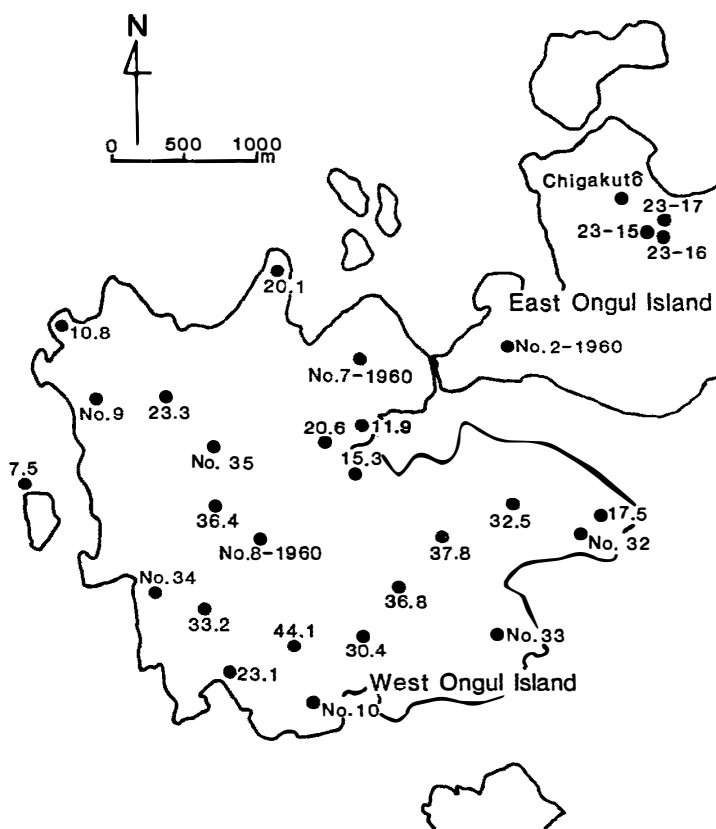 N
0 500 1000
m
Chigakutô
23-17
23-15
23-16
20.1
East Ongul Island
10.8
No.2-1960
No.7-1960
No.9
23.3
20.6
11.9
No. 35
15.3
7.5
36.4
32.5
17.5
No.8-1960
37.8
No. 32
No.34
36.8
33.2
44.1
30.4
No.33
23.1
West Ongul Island
No.10